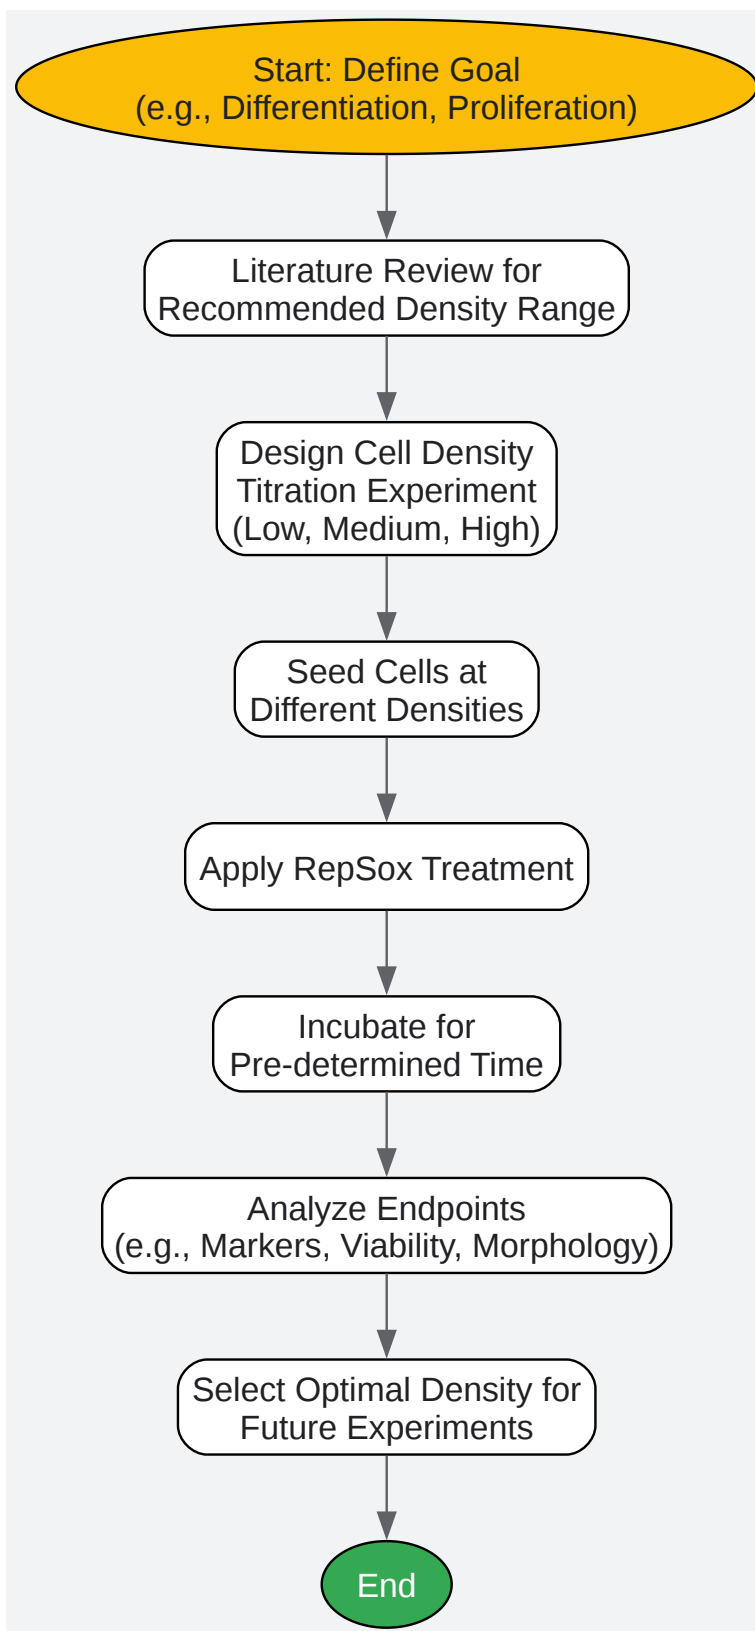 Start: Define Goal
(e.g., Differentiation, Proliferation)
Literature Review for
Recommended Density Range
Design Cell Density
Titration Experiment
(Low, Medium, High)
Seed Cells at
Different Densities
Apply RepSox Treatment
Incubate for
Pre-determined Time
Analyze Endpoints
(e.g., Markers, Viability, Morphology)
Select Optimal Density for
Future Experiments
End